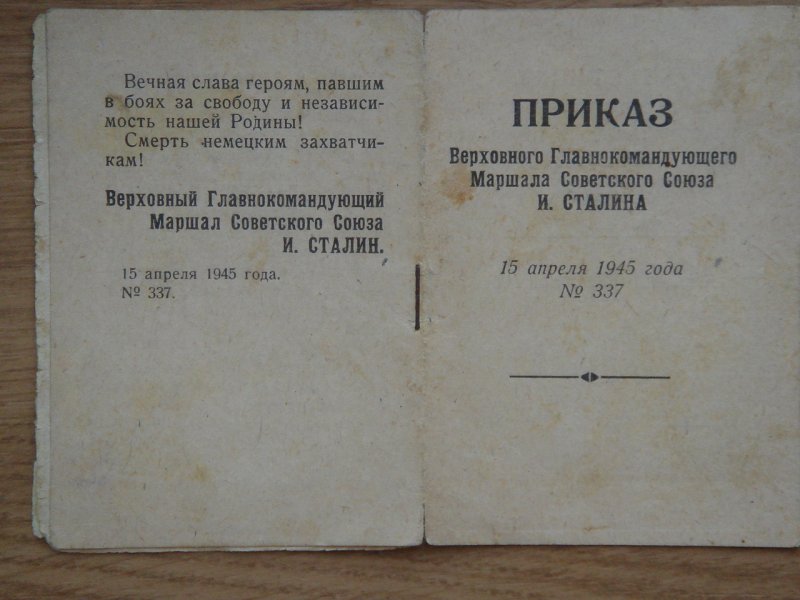 Вечная слава героям, павшим
в боях за свободу и независи-
мость нашей Родины!
Смерть немецким захватчи-
кам!
Верховный Главнокомандующий
Маршал Советского Союза
И. СТАЛИН.
15 апреля 1945 года.
№ 337.
ПРИКАЗ
Верховного Главнокомандующего
Маршала Советского Союза
И. СТАЛИНА
15 апреля 1945 года
№ 337